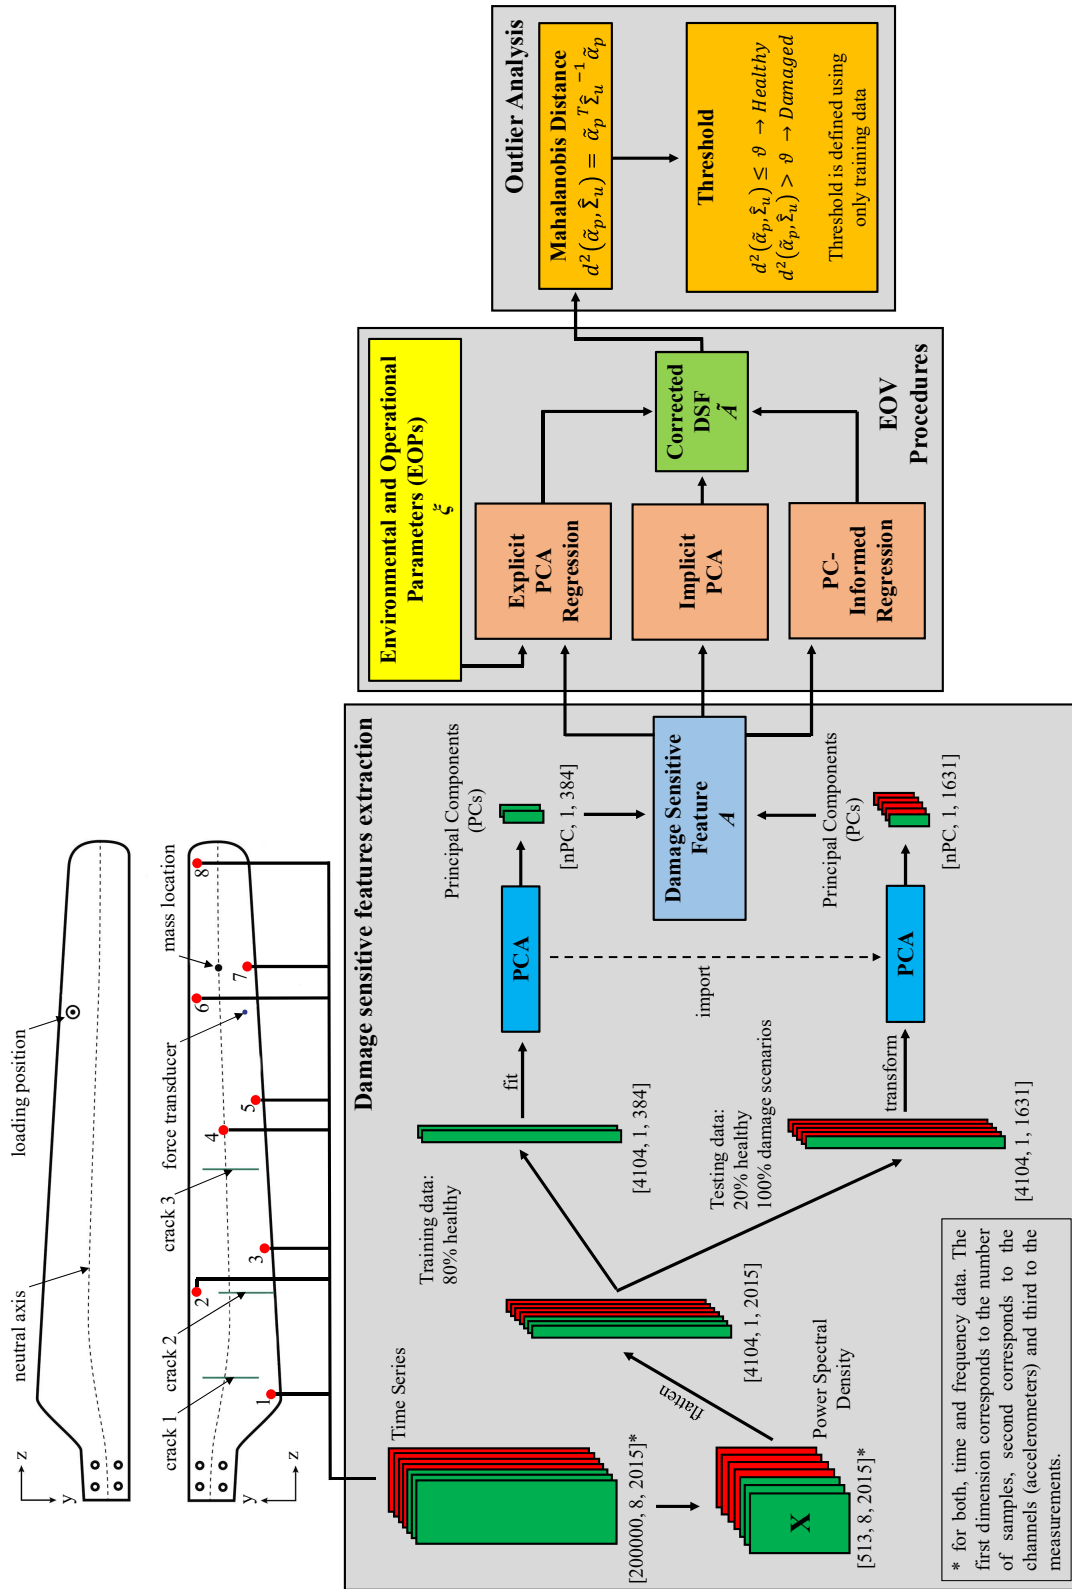 neutral axis
loading position
z
y
crack 1
crack 2
crack 3
force transducer
mass location
1
2
3
4
5
6
7
8
y
z
Damage sensitive features extraction
Time Series
[200000, 8, 2015]*
X
Power Spectral
Density
[513, 8, 2015]*
flatten
[4104, 1, 2015]
Training data:
80% healthy
[4104, 1, 384]
fit
PCA
Principal Components
(PCs)
[nPC, 1, 384]
import
Testing data:
20% healthy
100% damage scenarios
[4104, 1, 1631]
transform
PCA
Principal Components
(PCs)
[nPC, 1, 1631]
Damage Sensitive
Feature
A
* for both, time and frequency data. The
first dimension corresponds to the number
of samples, second corresponds to the
channels (accelerometers) and third to the
measurements.
Environmental and Operational
Parameters (EOPs)
ξ
Explicit
PCA
Regression
Implicit
PCA
PC-
Informed
Regression
Corrected
DSF
Ã
EOV
Procedures
Outlier Analysis
Mahalanobis Distance
d²(α̃ₚ, Σ̂ᵤ) = α̃ₚᵀ Σ̂ᵤ⁻¹ α̃ₚ
Threshold
d²(α̃ₚ, Σ̂ᵤ) ≤ ϑ → Healthy
d²(α̃ₚ, Σ̂ᵤ) > ϑ → Damaged
Threshold is defined using
only training data